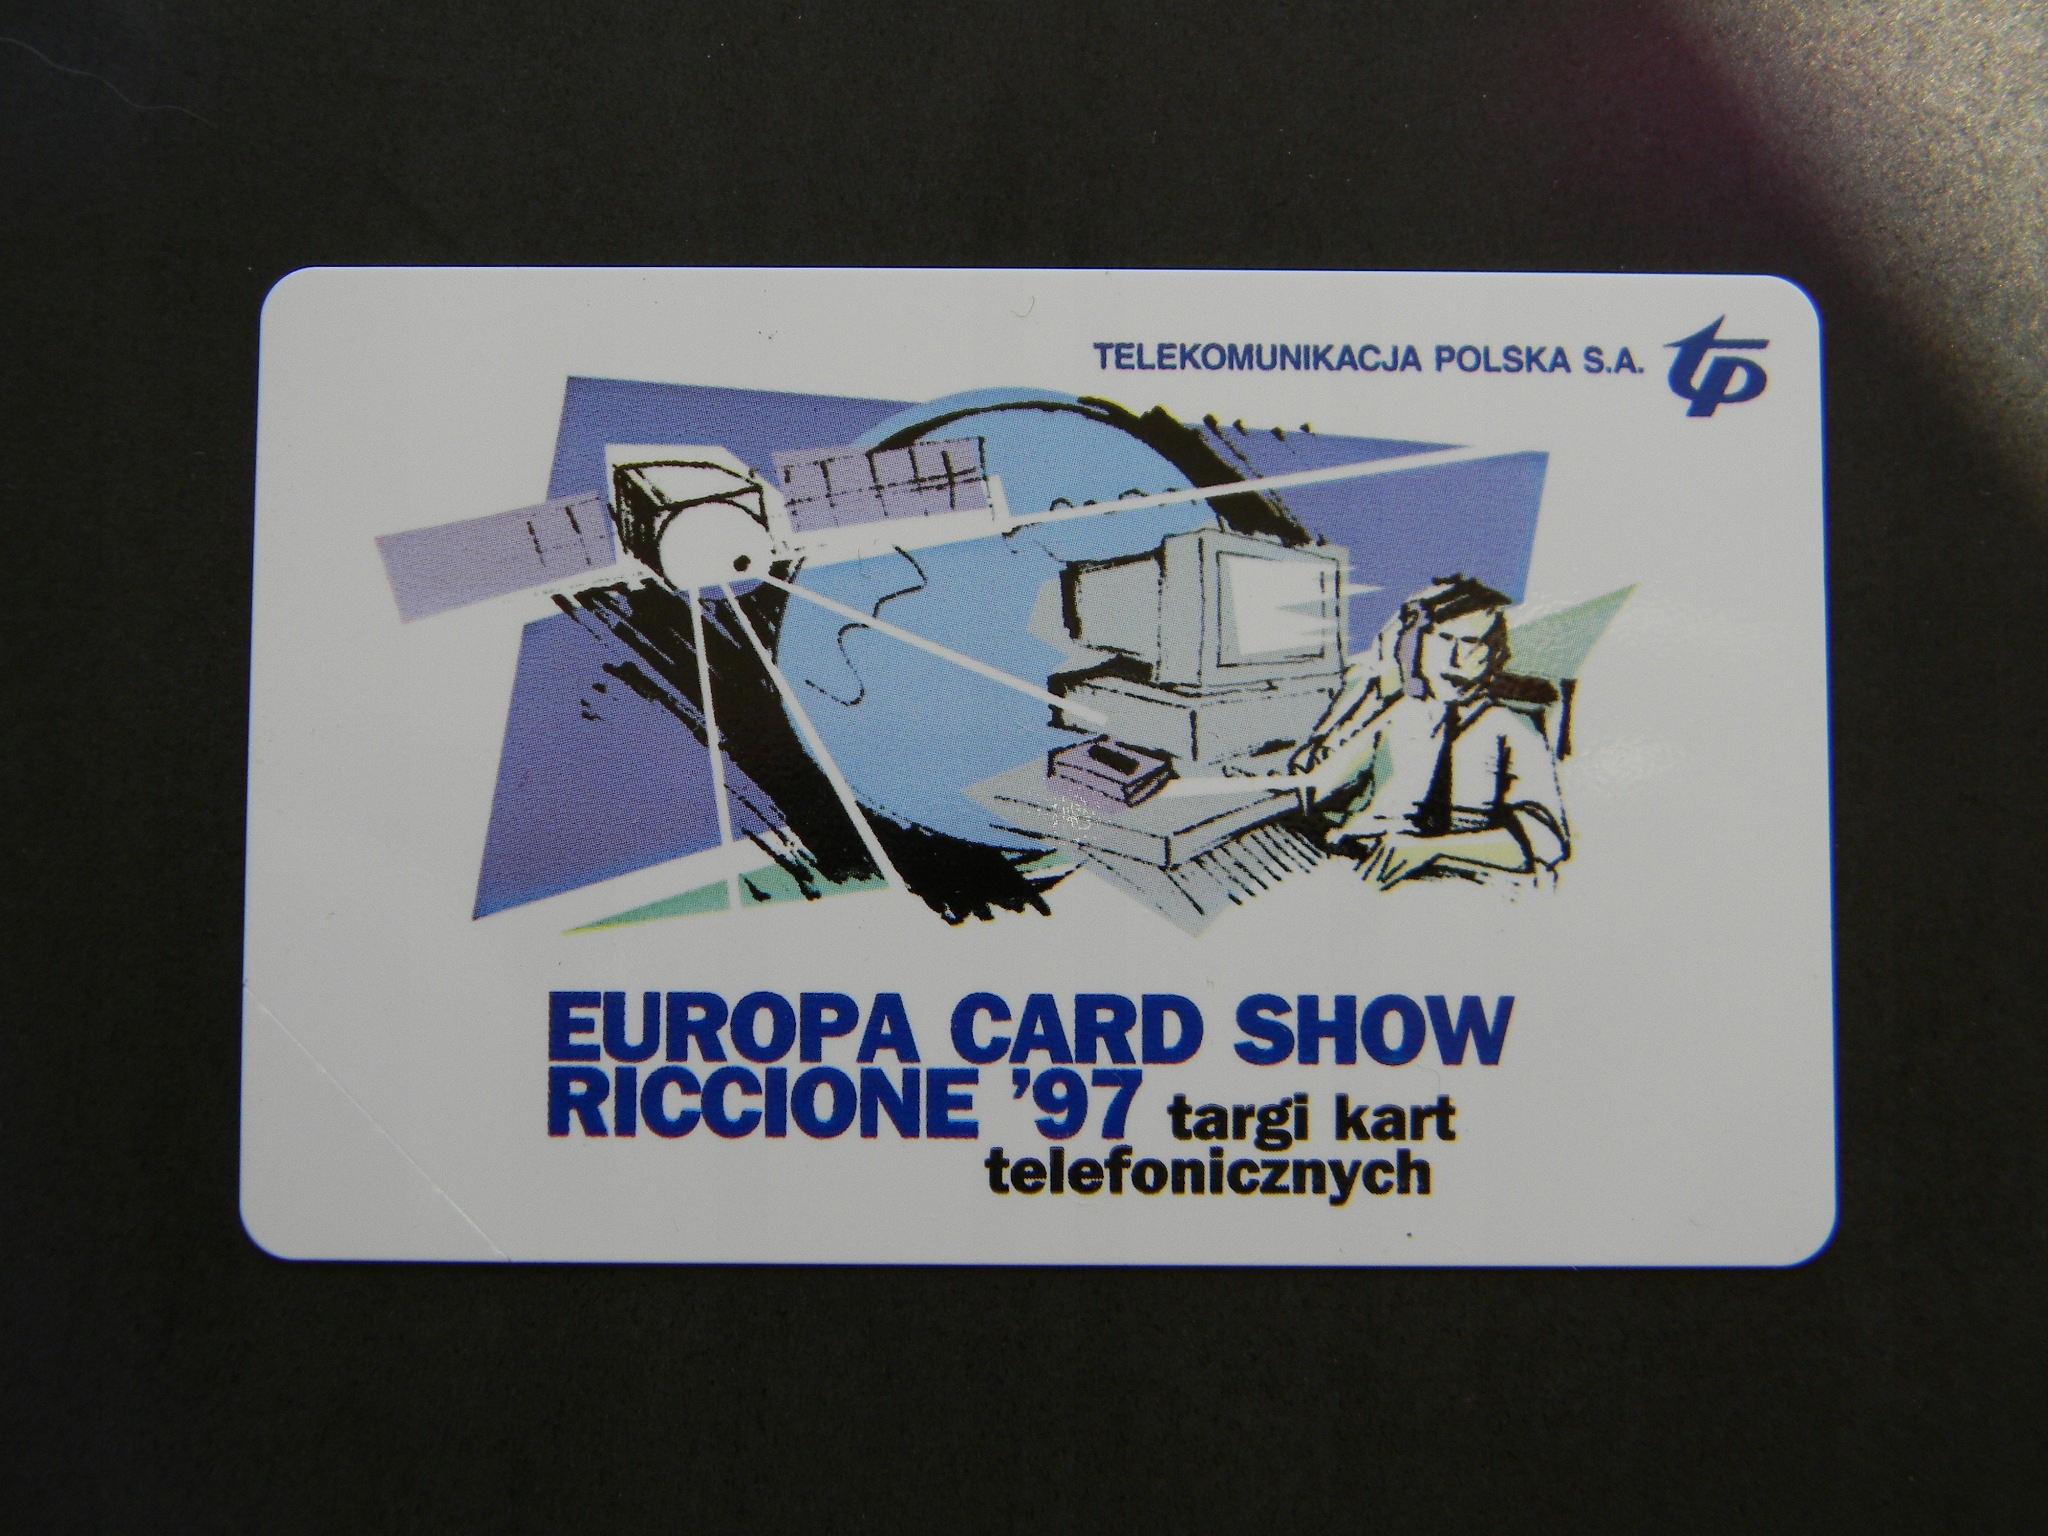 TELEKOMUNIKACJA POLSKA S.A. tp
EUROPA CARD SHOW
RICCIONE '97 targi kart
telefonicznych